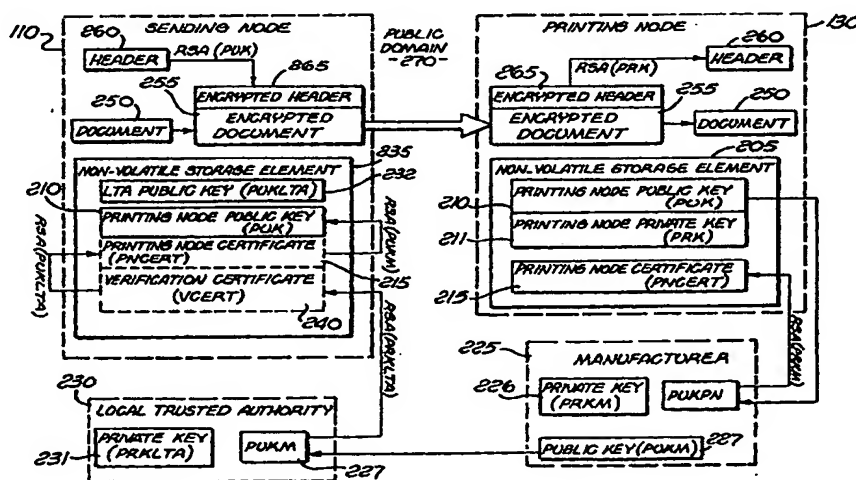 110
SENDING NODE
260
HEADER
RSA (PUK)
865
255
ENCRYPTED HEADER
ENCRYPTED
DOCUMENT
250
DOCUMENT
PUBLIC
DOMAIN
-270-
PRINTING NODE
130
260
HEADER
RSA (PRK)
265
ENCRYPTED HEADER
ENCRYPTED
DOCUMENT
255
250
DOCUMENT
NON-VOLATILE STORAGE ELEMENT
835
LTA PUBLIC KEY (PUKLTA)
232
210
PRINTING NODE PUBLIC KEY
(PUK)
PRINTING NODE CERTIFICATE
(PNCERT)
215
VERIFICATION CERTIFICATE
(VCERT)
240
RSA(PUKLTA)
RSA(PUKM)
RSA(PRKLTA)
205
NON-VOLATILE STORAGE ELEMENT
PRINTING NODE PUBLIC KEY
(PUK)
210
PRINTING NODE PRIVATE KEY
(PRK)
211
PRINTING NODE CERTIFICATE
(PNCERT)
215
RSA(PRKM)
225
MANUFACTURER
226
PRIVATE KEY
(PRKM)
PUKPN
PUBLIC KEY (PUKM)
227
230
LOCAL TRUSTED AUTHORITY
231
PRIVATE KEY
(PRKLTA)
PUKM
227